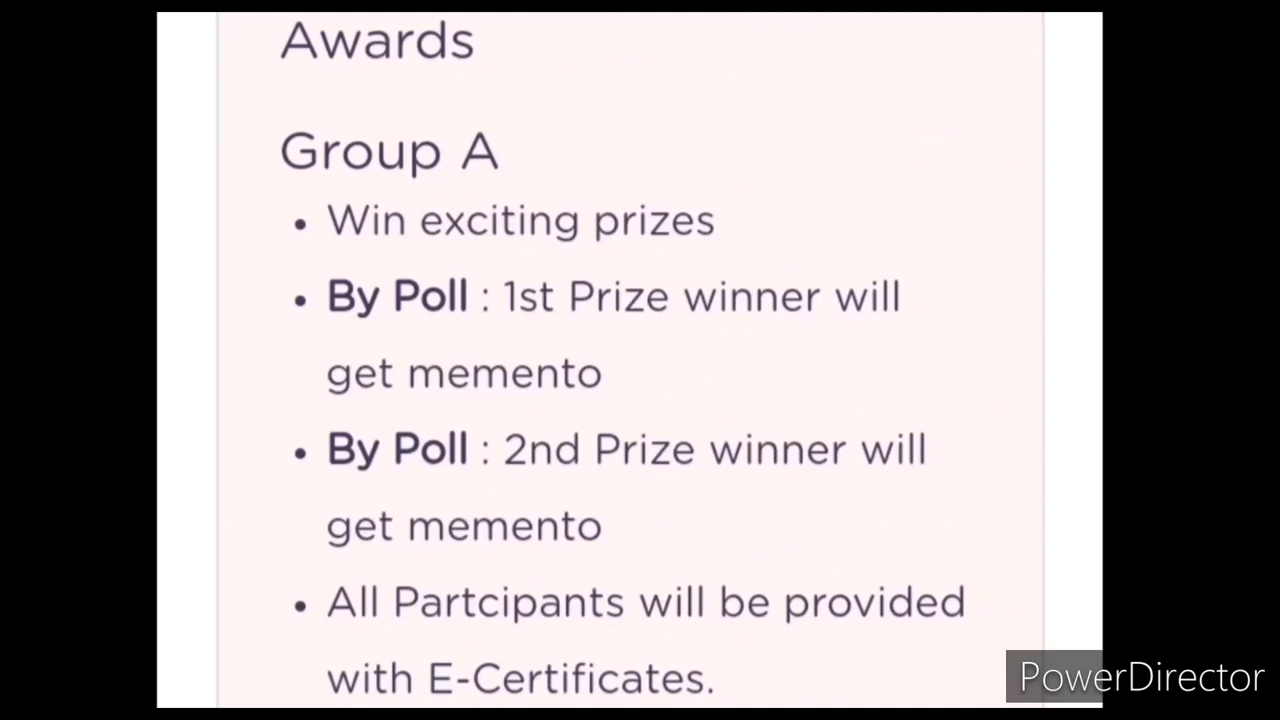 Awards
Group A
• Win exciting prizes
• By Poll : 1st Prize winner will
get memento
• By Poll : 2nd Prize winner will
get memento
• All Partcipants will be provided
with E-Certificates.
PowerDirector